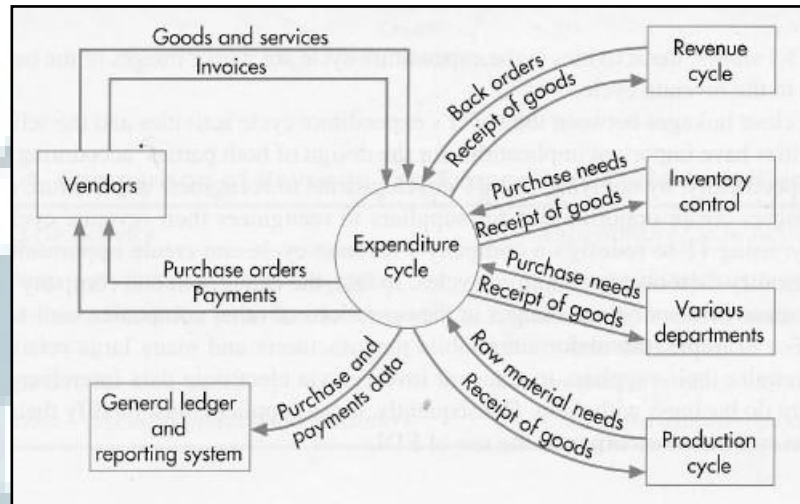 Goods and services
Invoices
Vendors
Purchase orders
Payments
Expenditure
cycle
Back orders
Receipt of goods
Revenue
cycle
Purchase needs
Receipt of goods
Inventory
control
Purchase needs
Receipt of goods
Various
departments
Raw material needs
Receipt of goods
Production
cycle
Purchase and
payments data
General ledger
and
reporting system